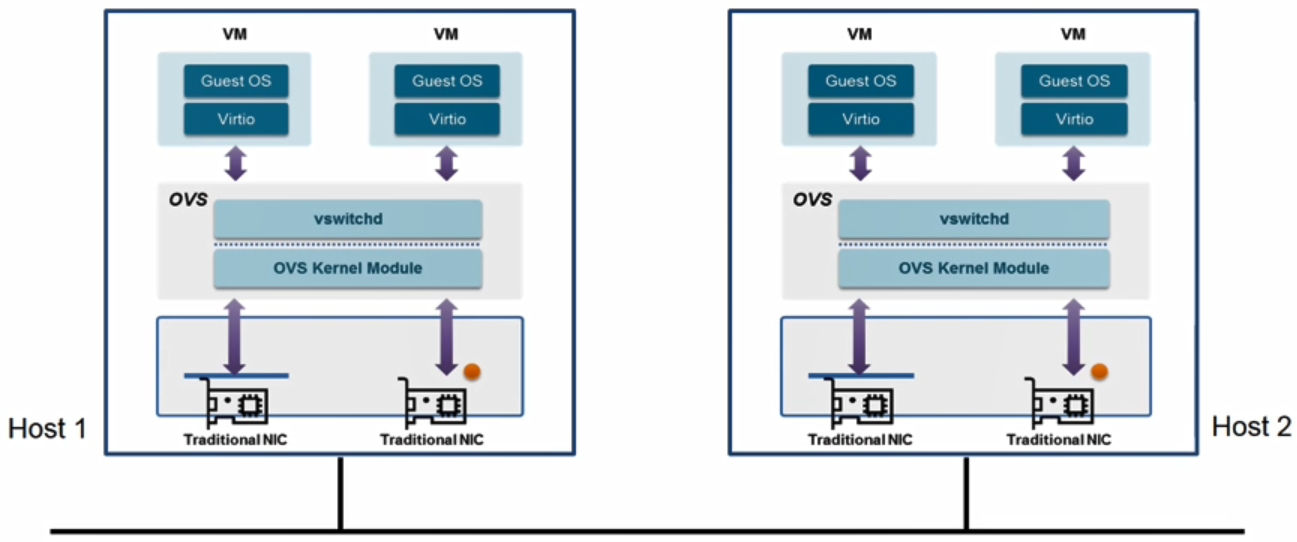 VM
VM
Guest OS
Virtio
Guest OS
Virtio
OVS
vswitchd
OVS Kernel Module
Traditional NIC
Traditional NIC
Host 1
VM
VM
Guest OS
Virtio
Guest OS
Virtio
OVS
vswitchd
OVS Kernel Module
Traditional NIC
Traditional NIC
Host 2